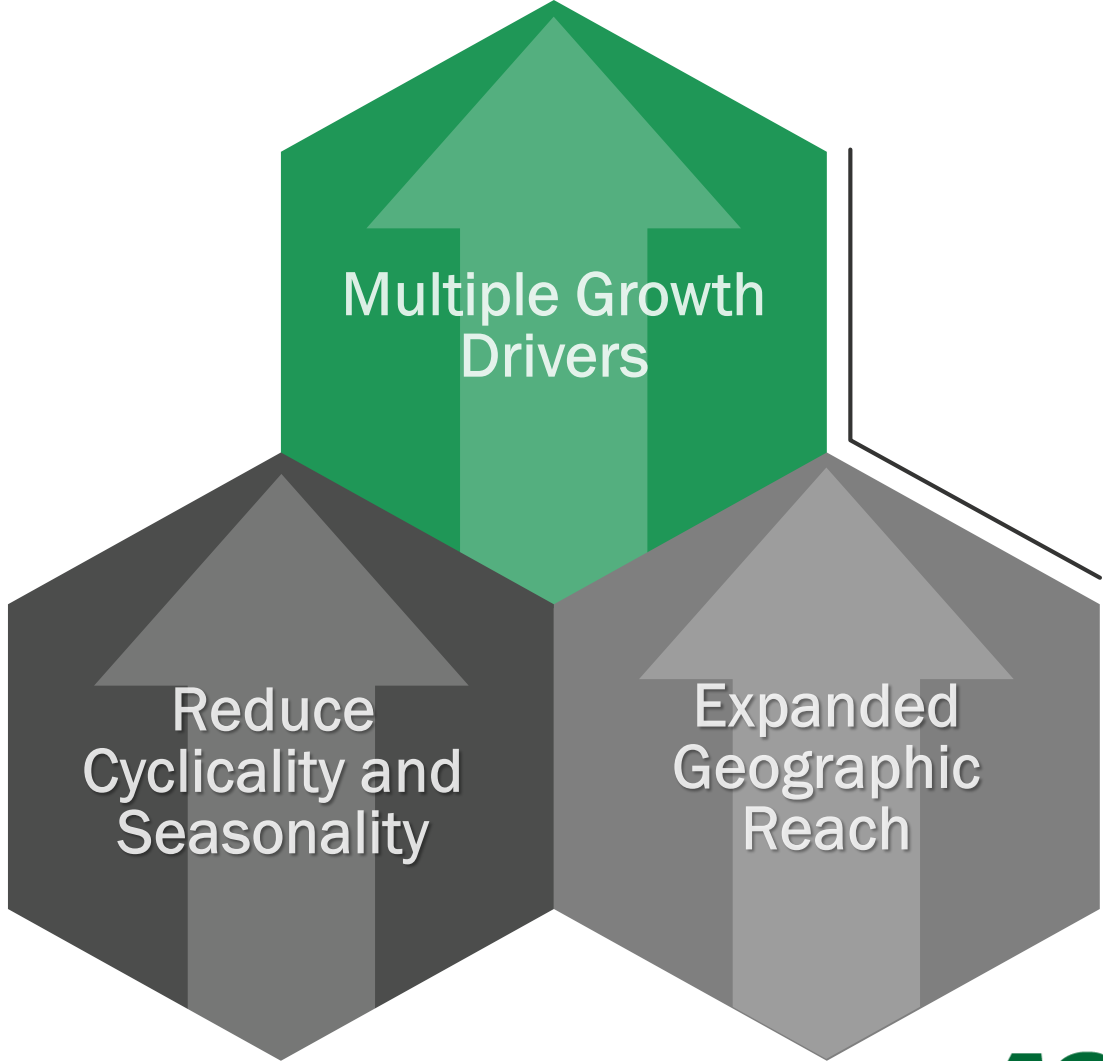 Multiple Growth
Drivers
Reduce
Cyclicality and
Seasonality
Expanded
Geographic
Reach